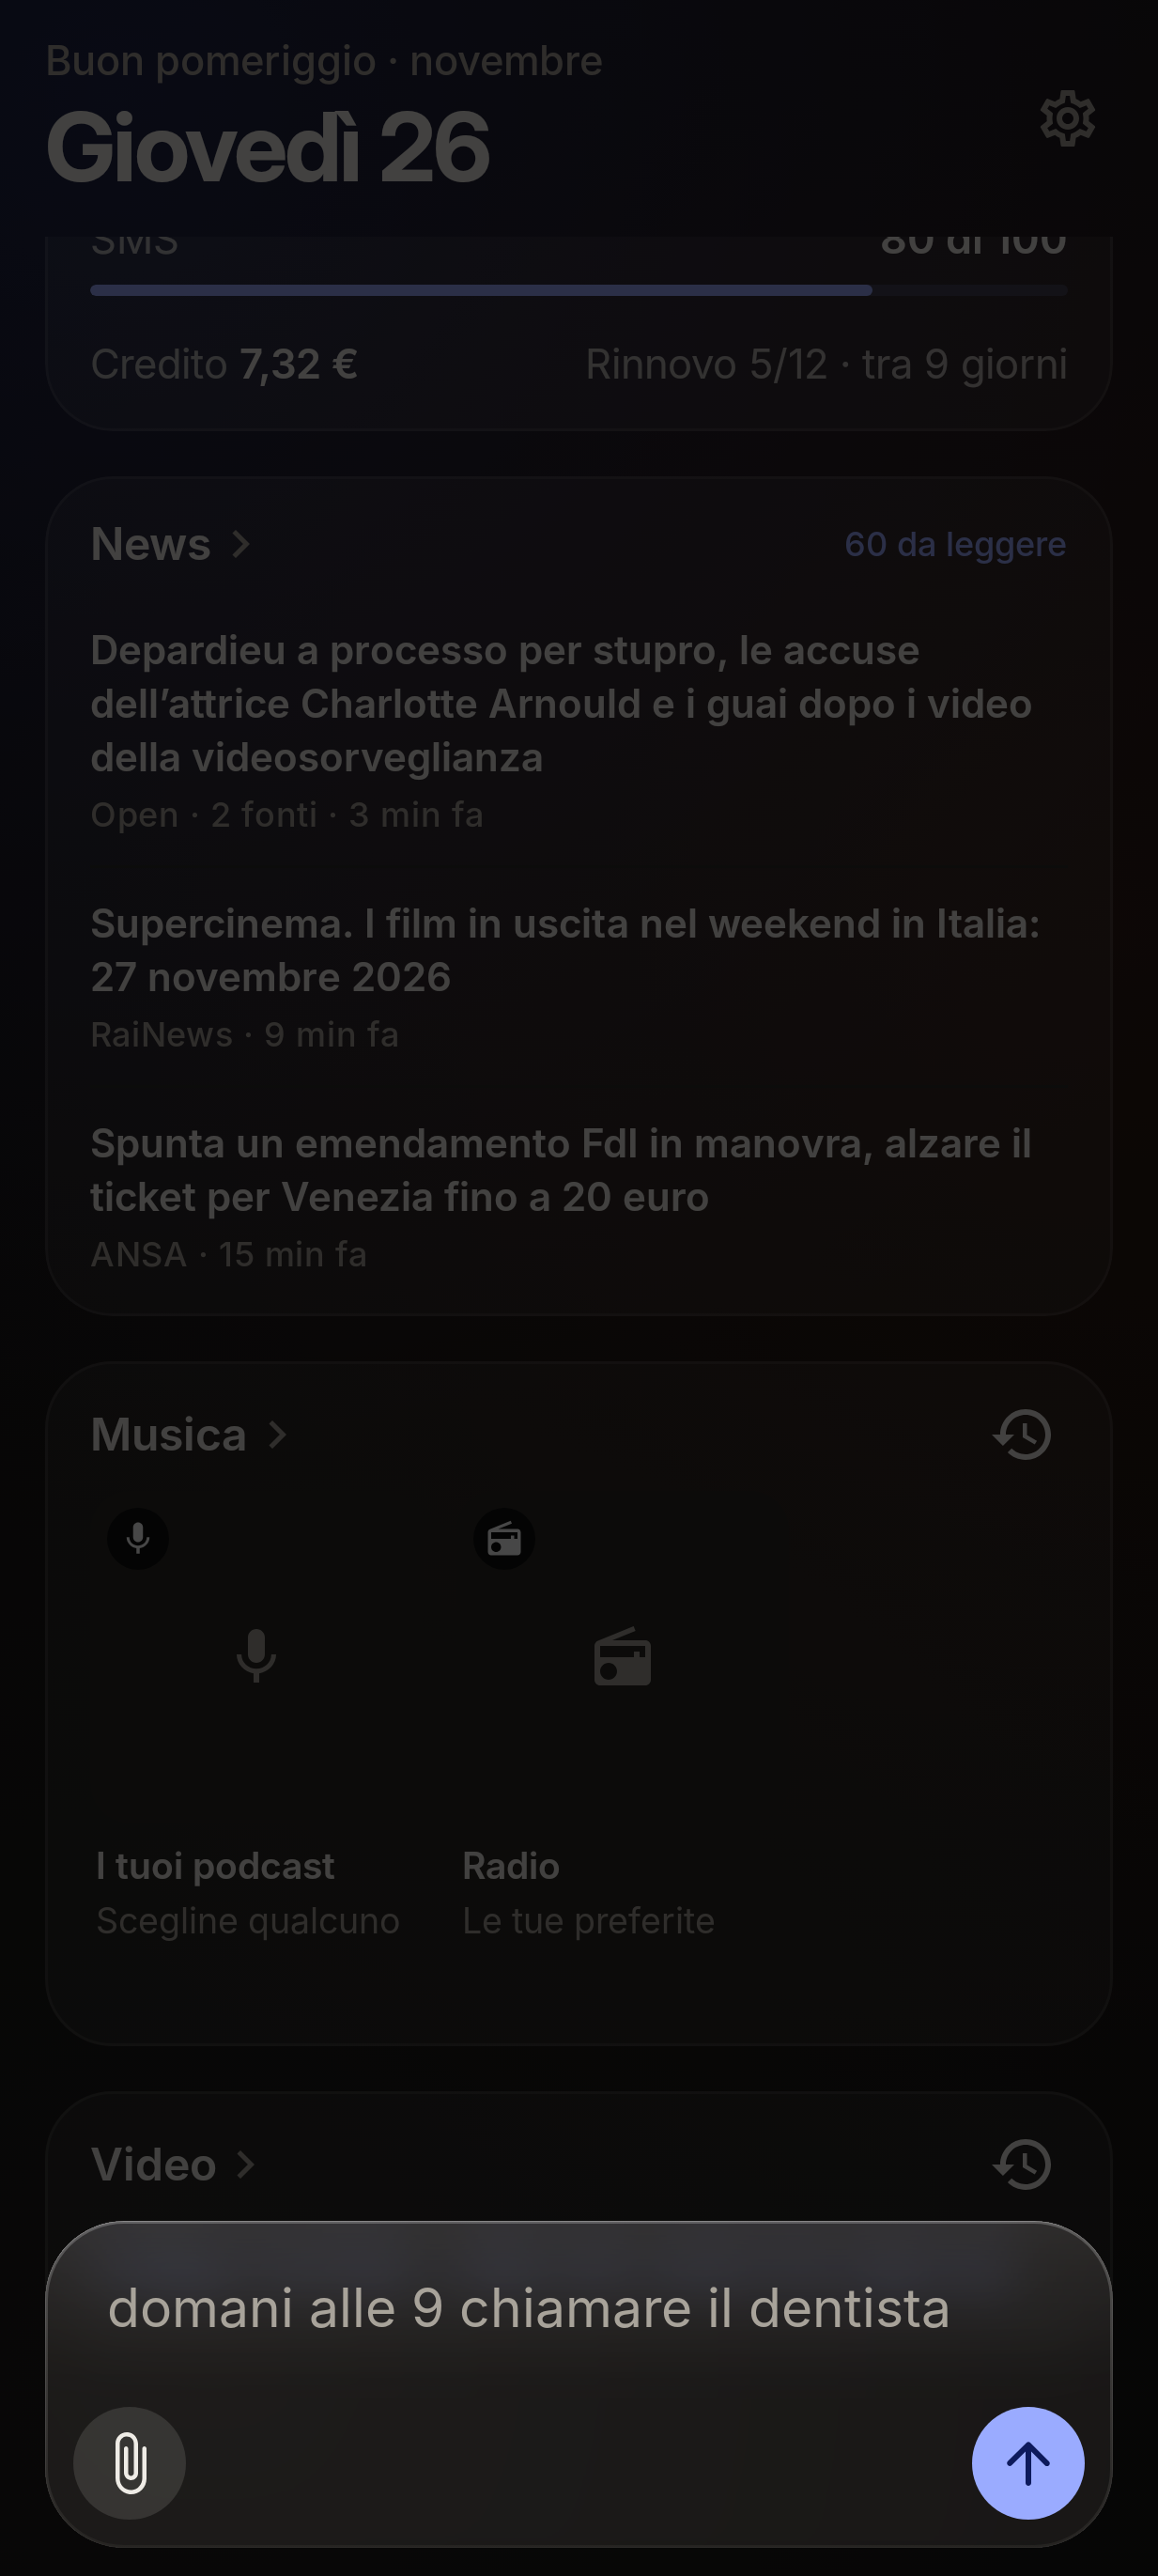 Buon pomeriggio · novembre
Giovedì 26
SMS 80 di 100
Credito 7,32 € Rinnovo 5/12 · tra 9 giorni
News 60 da leggere
Depardieu a processo per stupro, le accuse
dell’attrice Charlotte Arnould e i guai dopo i video
della videosorveglianza
Open · 2 fonti · 3 min fa
Supercinema. I film in uscita nel weekend in Italia:
27 novembre 2026
RaiNews · 9 min fa
Spunta un emendamento FdI in manovra, alzare il
ticket per Venezia fino a 20 euro
ANSA · 15 min fa
Musica
I tuoi podcast Radio
Scegline qualcuno Le tue preferite
Video
domani alle 9 chiamare il dentista